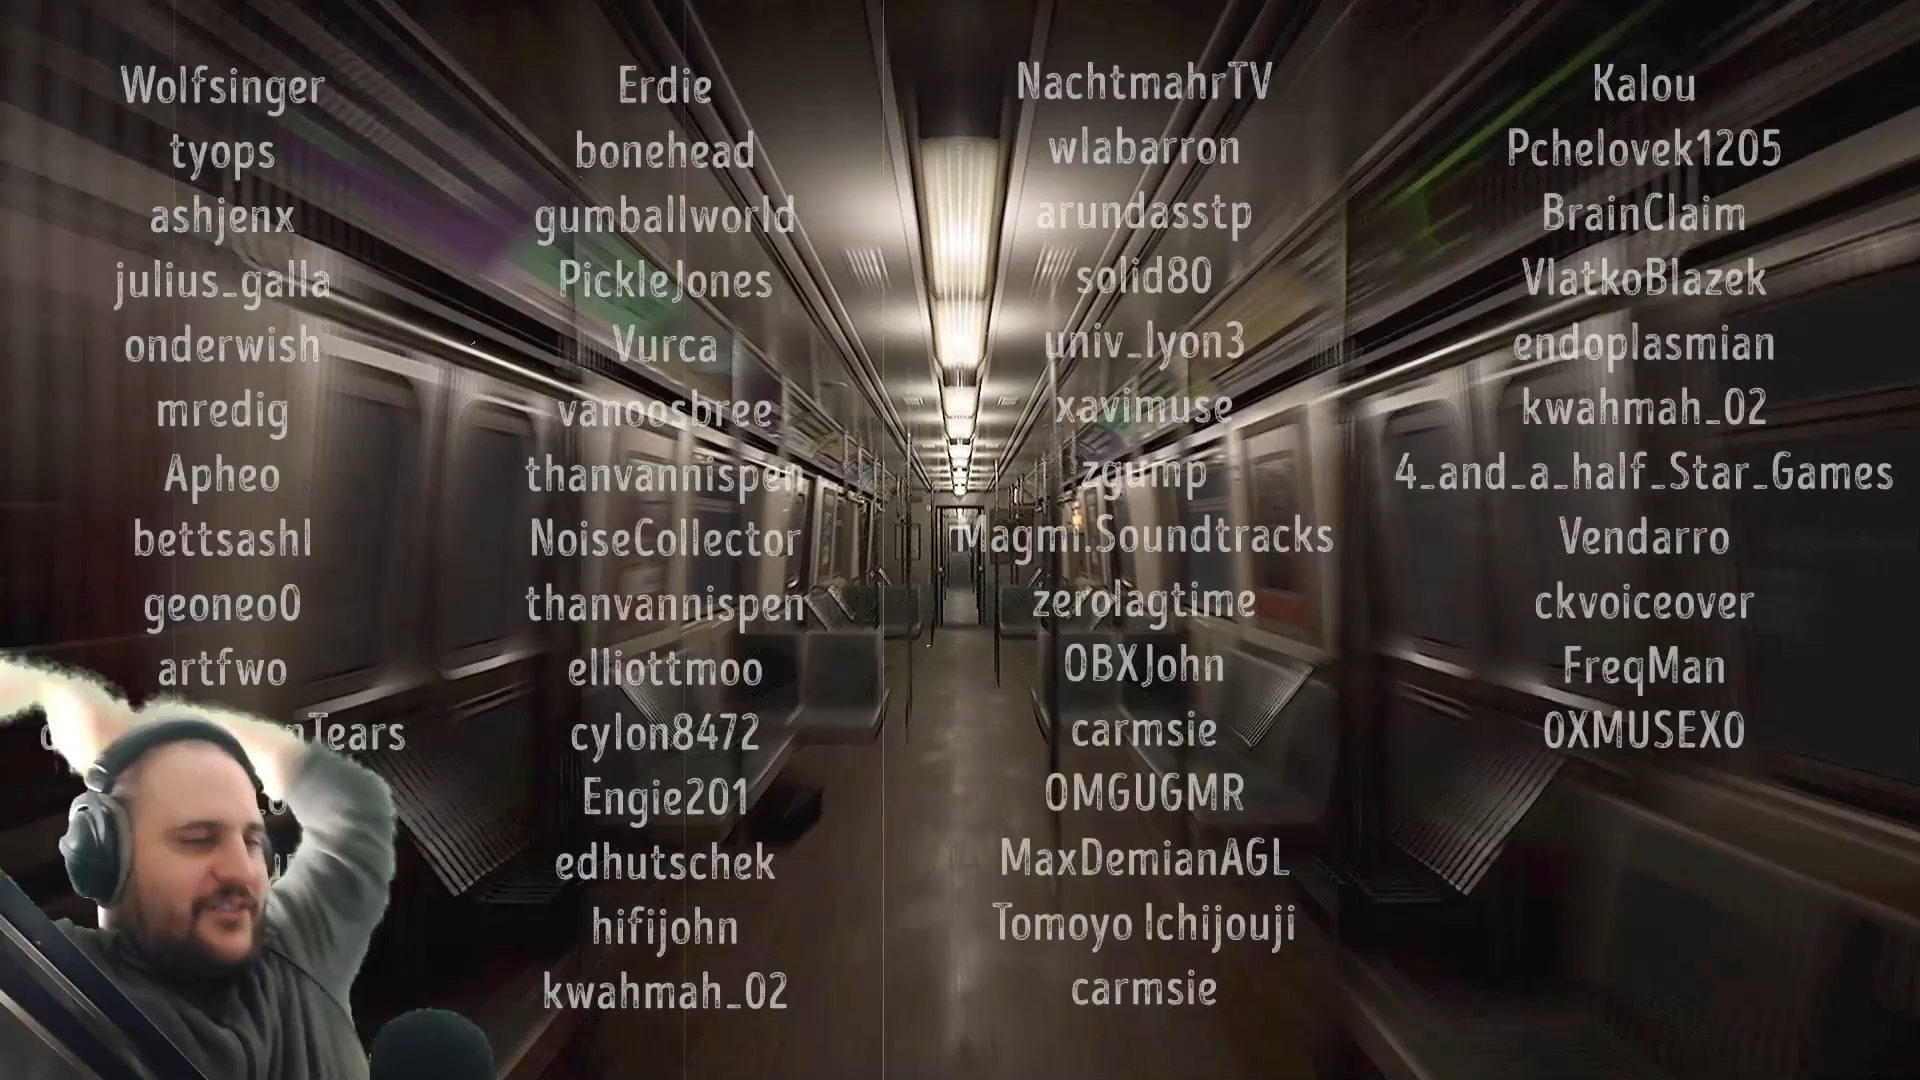 Wolfsinger
tyops
ashjenx
julius_galla
onderwish
mredig
Apheo
bettsashl
geoneo0
artfwo
Erdie
bonehead
gumballworld
PickleJones
Vurca
vanoosbree
thanvannispen
NoiseCollector
thanvannispen
elliottmoo
cylon8472
Engie201
edhutschek
hifijohn
kwahmah_02
NachtmahrTV
wlabarron
arundasstp
solid80
univ_lyon3
xavimuse
zgump
Magmi.Soundtracks
zerolagtime
OBXJohn
carmsie
OMGUGMR
MaxDemianAGL
Tomoyo Ichijouji
carmsie
Kalou
Pchelovek1205
BrainClaim
VlatkoBlazek
endoplasmian
kwahmah_02
4_and_a_half_Star_Games
Vendarro
ckvoiceover
FreqMan
OXMUSEXO